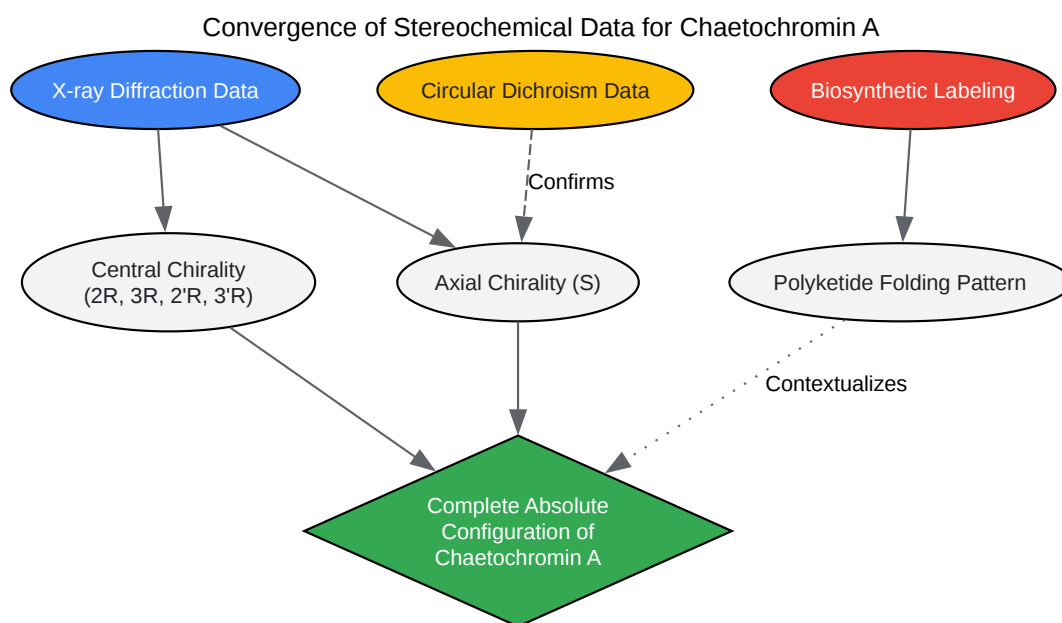 Convergence of Stereochemical Data for Chaetochromin A
X-ray Diffraction Data
Circular Dichroism Data
Biosynthetic Labeling
Confirms
Central Chirality
(2R, 3R, 2'R, 3'R)
Axial Chirality (S)
Polyketide Folding Pattern
Contextualizes
Complete Absolute
Configuration of
Chaetochromin A